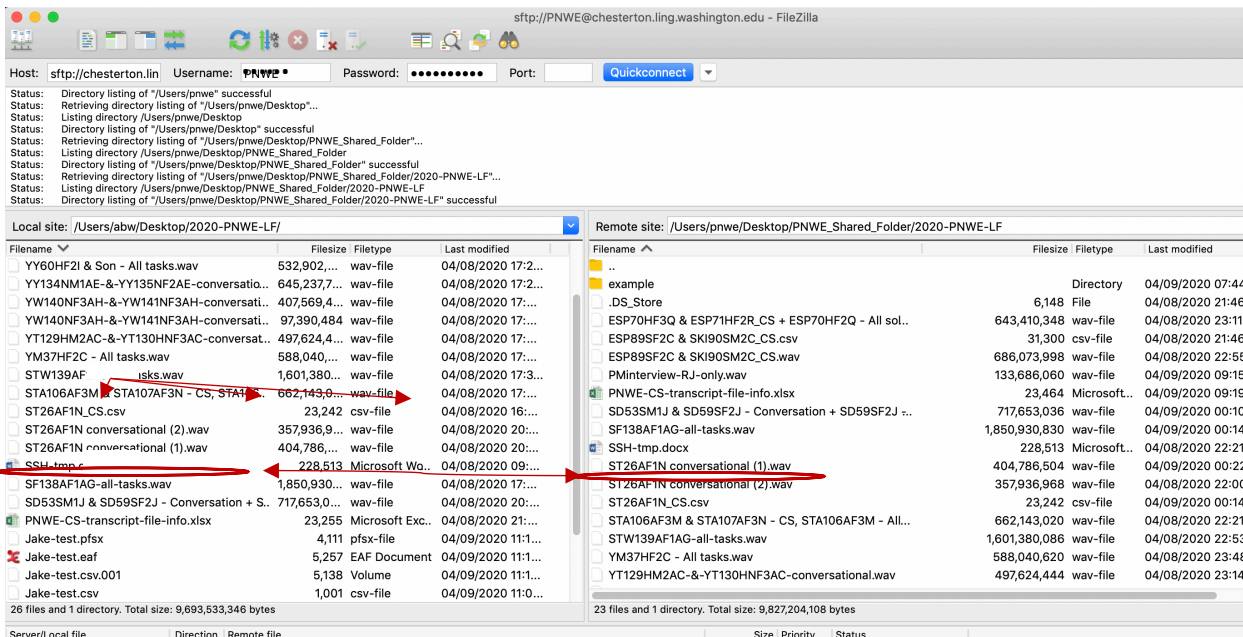 sftp://PNWE@chesterton.ling.washington.edu - FileZilla
Host: sftp://chesterton.lin Username: PNWE Password: ●●●●●●●●●● Port: Quickconnect
Status: Directory listing of "/Users/pnwe" successful
Status: Retrieving directory listing of "/Users/pnwe/Desktop"...
Status: Listing directory /Users/pnwe/Desktop
Status: Directory listing of "/Users/pnwe/Desktop" successful
Status: Retrieving directory listing of "/Users/pnwe/Desktop/PNWE_Shared_Folder"...
Status: Listing directory /Users/pnwe/Desktop/PNWE_Shared_Folder
Status: Directory listing of "/Users/pnwe/Desktop/PNWE_Shared_Folder" successful
Status: Retrieving directory listing of "/Users/pnwe/Desktop/PNWE_Shared_Folder/2020-PNWE-LF"...
Status: Listing directory /Users/pnwe/Desktop/PNWE_Shared_Folder/2020-PNWE-LF
Status: Directory listing of "/Users/pnwe/Desktop/PNWE_Shared_Folder/2020-PNWE-LF" successful
Local site: /Users/abw/Desktop/2020-PNWE-LF/
Filename Filesize Filetype Last modified
YY60HF2I & Son - All tasks.wav 532,902,... wav-file 04/08/2020 17:2...
YY134NM1AE-&-YY135NF2AE-conversatio... 645,237,7... wav-file 04/08/2020 17:2...
YW140NF3AH-&-YW141NF3AH-conversati... 407,569,4... wav-file 04/08/2020 17:...
YW140NF3AH-&-YW141NF3AH-conversati... 97,390,484 wav-file 04/08/2020 17:...
YT129HM2AC-&-YT130HNF3AC-conversat... 497,624,4... wav-file 04/08/2020 17:...
YM37HF2C - All tasks.wav 588,040,... wav-file 04/08/2020 17:...
STW139AF sks.wav 1,601,380... wav-file 04/08/2020 17:3...
STA106AF3M & STA107AF3N - CS, STA106.. 662,143,0... wav-file 04/08/2020 17:...
ST26AF1N_CS.csv 23,242 csv-file 04/08/2020 16:...
ST26AF1N conversational (2).wav 357,936,9... wav-file 04/08/2020 20:...
ST26AF1N conversational (1).wav 404,786,... wav-file 04/08/2020 20:...
SSH-tmp.d 228,513 Microsoft Wo... 04/08/2020 09:...
SF138AF1AG-all-tasks.wav 1,850,930... wav-file 04/08/2020 17:...
SD53SM1J & SD59SF2J - Conversation + S.. 717,653,0... wav-file 04/08/2020 20:...
PNWE-CS-transcript-file-info.xlsx 23,255 Microsoft Exc.. 04/08/2020 21:...
Jake-test.pfsx 4,111 pfsx-file 04/09/2020 11:1...
Jake-test.eaf 5,257 EAF Document 04/09/2020 11:1...
Jake-test.csv.001 5,138 Volume 04/09/2020 11:1...
Jake-test.csv 1,001 csv-file 04/09/2020 11:0...
26 files and 1 directory. Total size: 9,693,533,346 bytes
Remote site: /Users/pnwe/Desktop/PNWE_Shared_Folder/2020-PNWE-LF
Filename Filesize Filetype Last modified
..
example Directory 04/09/2020 07:44
.DS_Store 6,148 File 04/08/2020 21:46
ESP70HF3Q & ESP71HF2R_CS + ESP70HF2Q - All sol... 643,410,348 wav-file 04/08/2020 23:11
ESP89SF2C & SKI90SM2C_CS.csv 31,300 csv-file 04/08/2020 21:46
ESP89SF2C & SKI90SM2C_CS.wav 686,073,998 wav-file 04/08/2020 22:55
PMinterview-RJ-only.wav 133,686,060 wav-file 04/09/2020 09:15
PNWE-CS-transcript-file-info.xlsx 23,464 Microsoft... 04/09/2020 09:19
SD53SM1J & SD59SF2J - Conversation + SD59SF2J -.. 717,653,036 wav-file 04/09/2020 00:10
SF138AF1AG-all-tasks.wav 1,850,930,830 wav-file 04/09/2020 00:14
SSH-tmp.docx 228,513 Microsoft... 04/08/2020 22:21
ST26AF1N conversational (1).wav 404,786,504 wav-file 04/09/2020 00:22
ST26AF1N conversational (2).wav 357,936,968 wav-file 04/08/2020 22:00
ST26AF1N_CS.csv 23,242 csv-file 04/09/2020 00:14
STA106AF3M & STA107AF3N - CS, STA106AF3M - All... 662,143,020 wav-file 04/08/2020 22:21
STW139AF1AG-all-tasks.wav 1,601,380,086 wav-file 04/08/2020 22:53
YM37HF2C - All tasks.wav 588,040,620 wav-file 04/08/2020 23:48
YT129HM2AC-&-YT130HNF3AC-conversational.wav 497,624,444 wav-file 04/08/2020 23:14
23 files and 1 directory. Total size: 9,827,204,108 bytes
Server/Local file Direction Remote file Size Priority Status